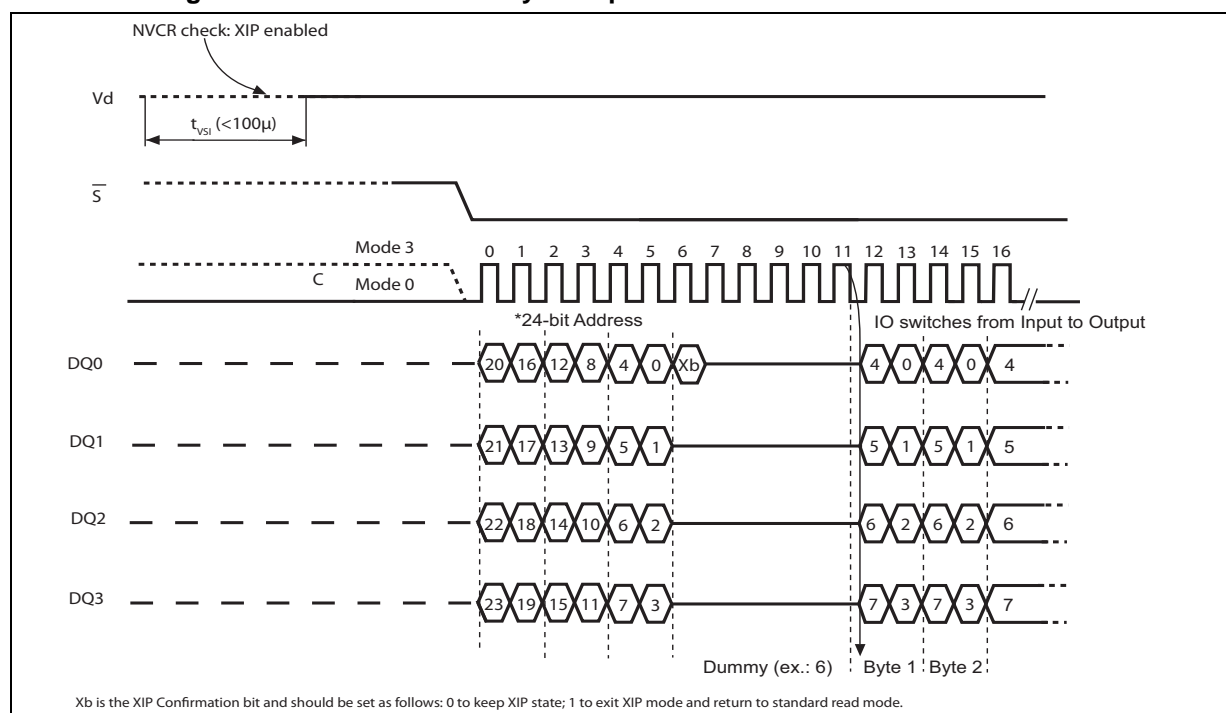 NVCR check: XIP enabled
Vd
tVSI (<100µ)
S
Mode 3
C
Mode 0
0 1 2 3 4 5 6 7 8 9 10 11 12 13 14 15 16
*24-bit Address
IO switches from Input to Output
DQ0
20 16 12 8 4 0 Xb 4 0 4 0 4
DQ1
21 17 13 9 5 1 5 1 5 1 5
DQ2
22 18 14 10 6 2 6 2 6 2 6
DQ3
23 19 15 11 7 3 7 3 7 3 7
Dummy (ex.: 6) Byte 1 Byte 2
Xb is the XIP Confirmation bit and should be set as follows: 0 to keep XIP state; 1 to exit XIP mode and return to standard read mode.